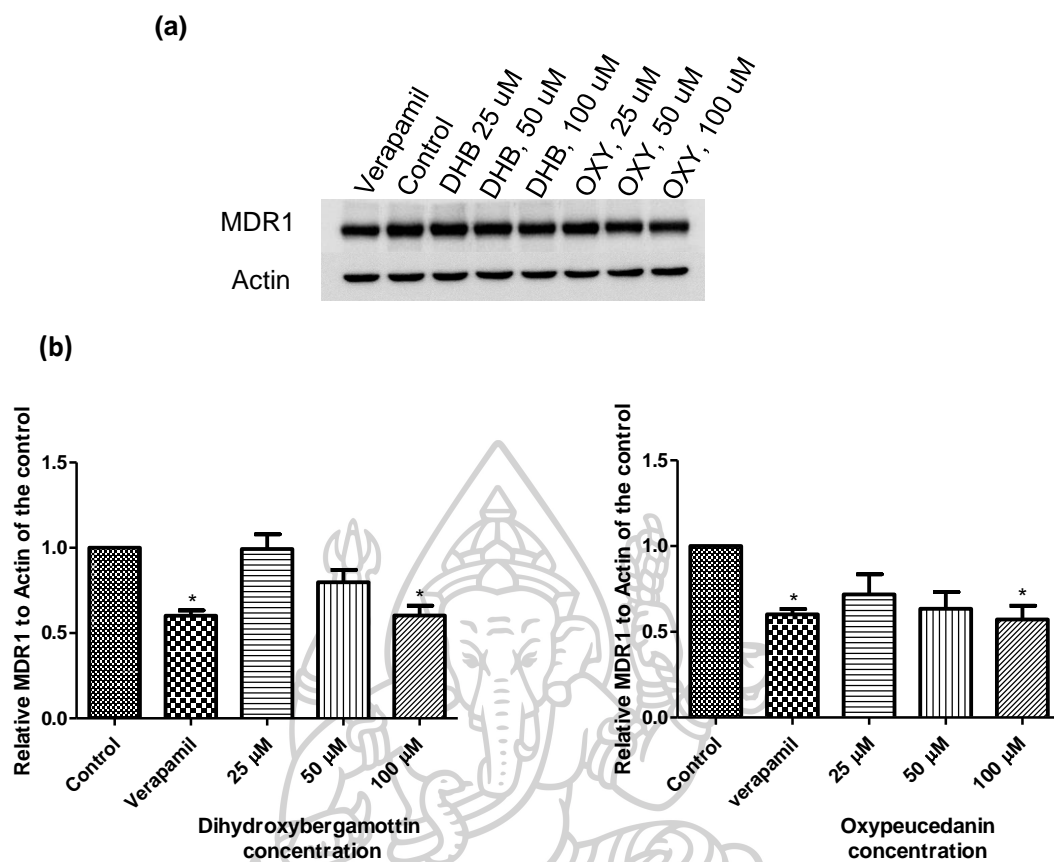 (a)
Verapamil
Control
DHB 25 uM
DHB, 50 uM
DHB, 100 uM
OXY, 25 uM
OXY, 50 uM
OXY, 100 uM
MDR1
Actin
(b)
Relative MDR1 to Actin of the control
1.5
1.0
0.5
0.0
*
*
Control
Verapamil
25 μM
50 μM
100 μM
Dihydroxybergamottin
concentration
Relative MDR1 to Actin of the control
1.5
1.0
0.5
0.0
*
*
Control
verapamil
25 μM
50 μM
100 μM
Oxypeucedanin
concentration